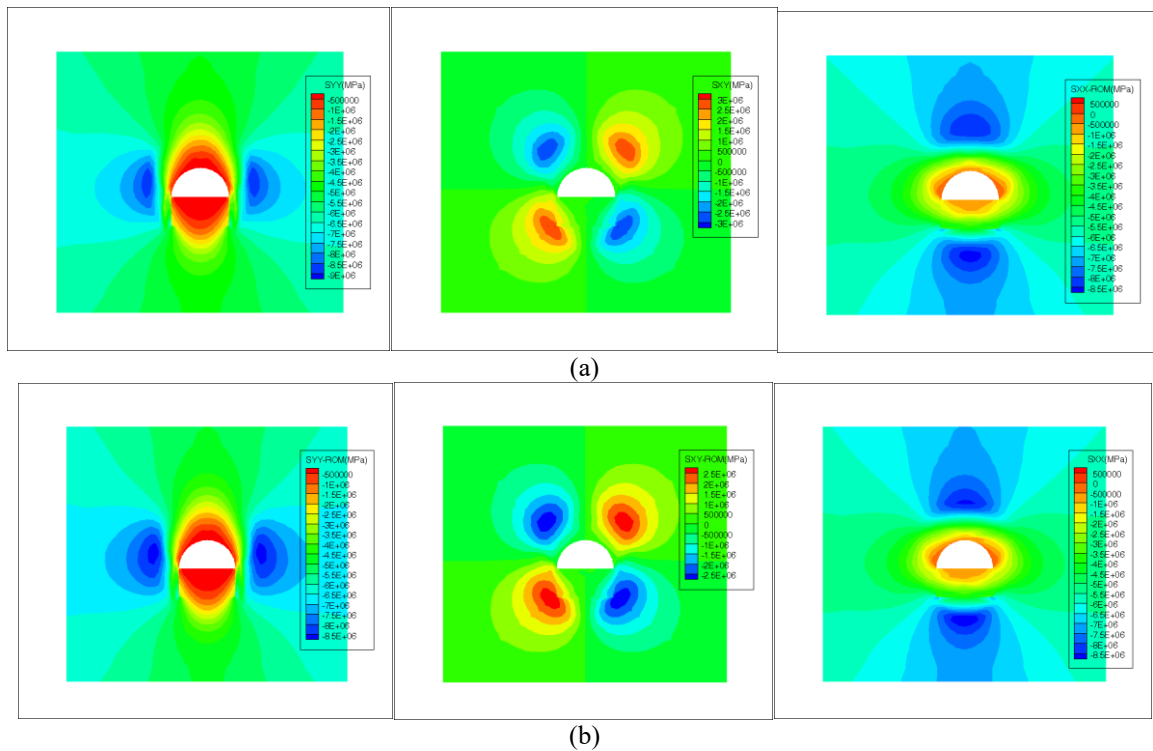 SYY(MPa)
-500000
-1E+06
-1.5E+06
-2E+06
-2.5E+06
-3E+06
-3.5E+06
-4E+06
-4.5E+06
-5E+06
-5.5E+06
-6E+06
-6.5E+06
-7E+06
-7.5E+06
-8E+06
-8.5E+06
-9E+06
SXY(MPa)
3E+06
2.5E+06
2E+06
1.5E+06
1E+06
500000
0
-500000
-1E+06
-1.5E+06
-2E+06
-2.5E+06
-3E+06
SXX-ROM(MPa)
500000
0
-500000
-1E+06
-1.5E+06
-2E+06
-2.5E+06
-3E+06
-3.5E+06
-4E+06
-4.5E+06
-5E+06
-5.5E+06
-6E+06
-6.5E+06
-7E+06
-7.5E+06
-8E+06
-8.5E+06
(a)
SYY-ROM(MPa)
-500000
-1E+06
-1.5E+06
-2E+06
-2.5E+06
-3E+06
-3.5E+06
-4E+06
-4.5E+06
-5E+06
-5.5E+06
-6E+06
-6.5E+06
-7E+06
-7.5E+06
-8E+06
-8.5E+06
SXY-ROM(MPa)
2.5E+06
2E+06
1.5E+06
1E+06
500000
0
-500000
-1E+06
-1.5E+06
-2E+06
-2.5E+06
SXX(MPa)
500000
0
-500000
-1E+06
-1.5E+06
-2E+06
-2.5E+06
-3E+06
-3.5E+06
-4E+06
-4.5E+06
-5E+06
-5.5E+06
-6E+06
-6.5E+06
-7E+06
-7.5E+06
-8E+06
-8.5E+06
(b)